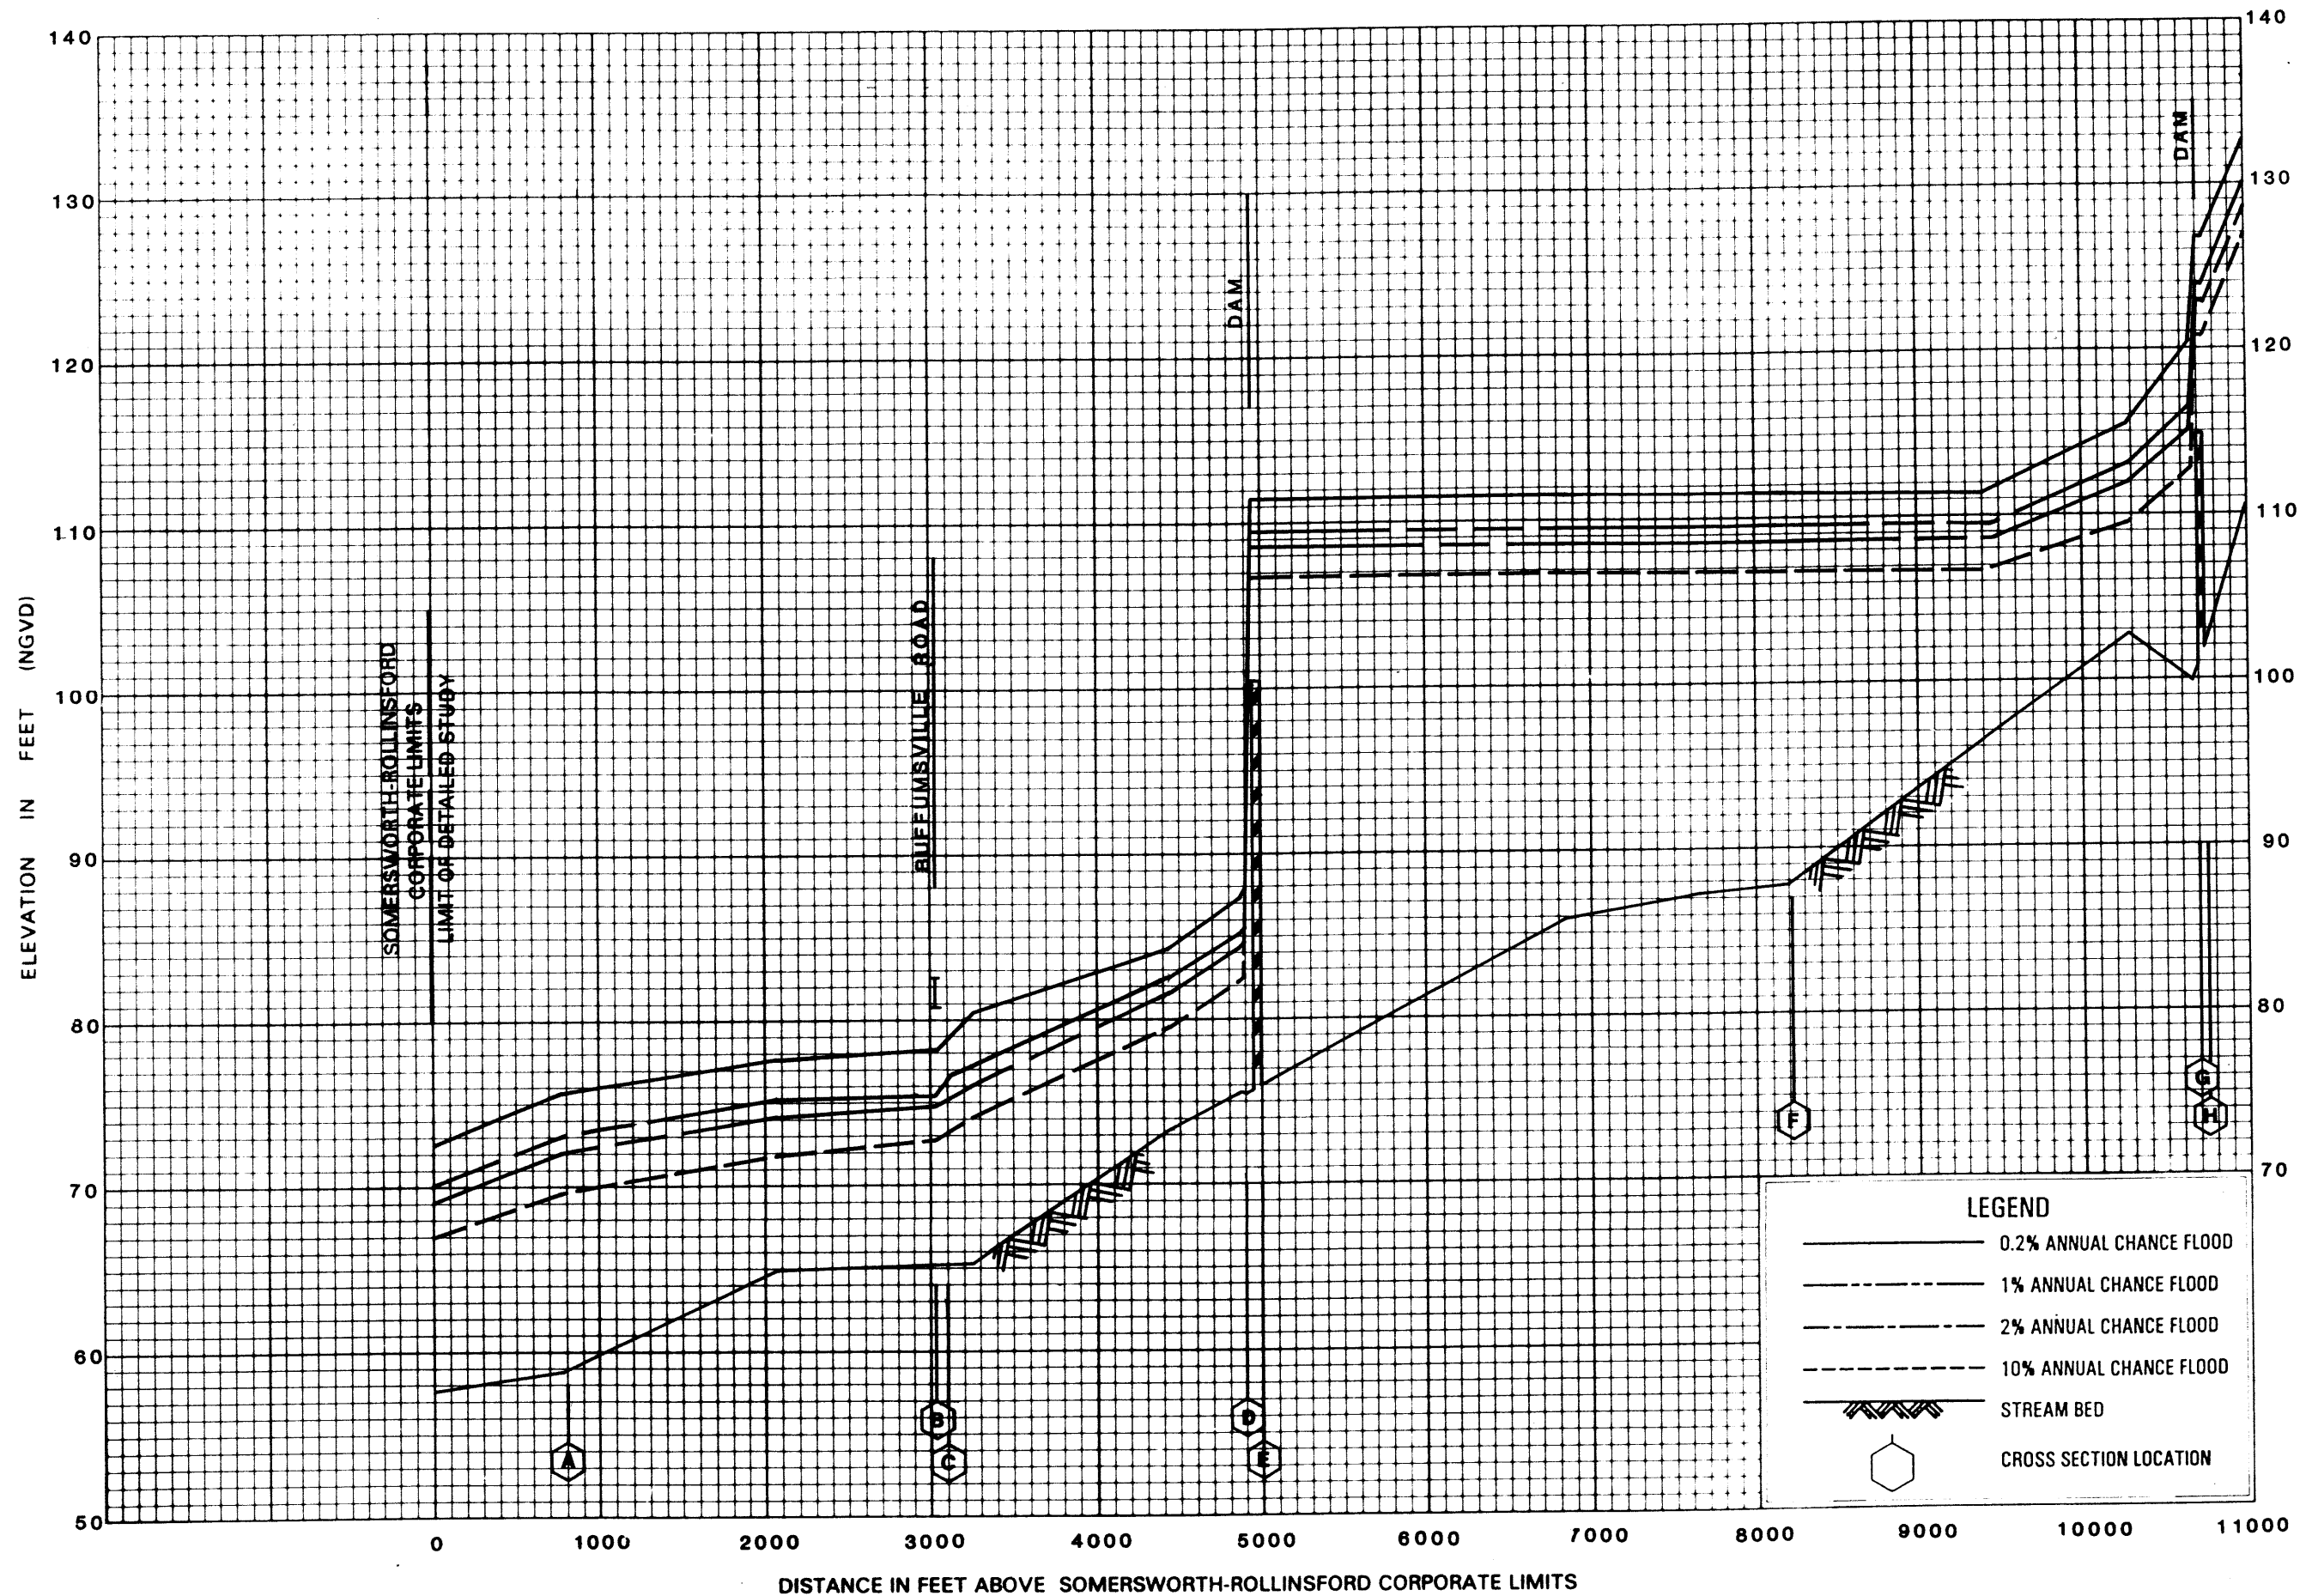 140
130
120
110
100
90
80
70
60
50
ELEVATION IN FEET (NGVD)
SOMERSWORTH-ROLLINSFORD
CORPORATE LIMITS
LIMIT OF DETAILED STUDY
BUFFUMSVILLE ROAD
DAM
DAM
140
130
120
110
100
90
80
70
A
B
C
D
E
F
G
H
LEGEND
0.2% ANNUAL CHANCE FLOOD
1% ANNUAL CHANCE FLOOD
2% ANNUAL CHANCE FLOOD
10% ANNUAL CHANCE FLOOD
STREAM BED
CROSS SECTION LOCATION
0 1000 2000 3000 4000 5000 6000 7000 8000 9000 10000 11000
DISTANCE IN FEET ABOVE SOMERSWORTH-ROLLINSFORD CORPORATE LIMITS